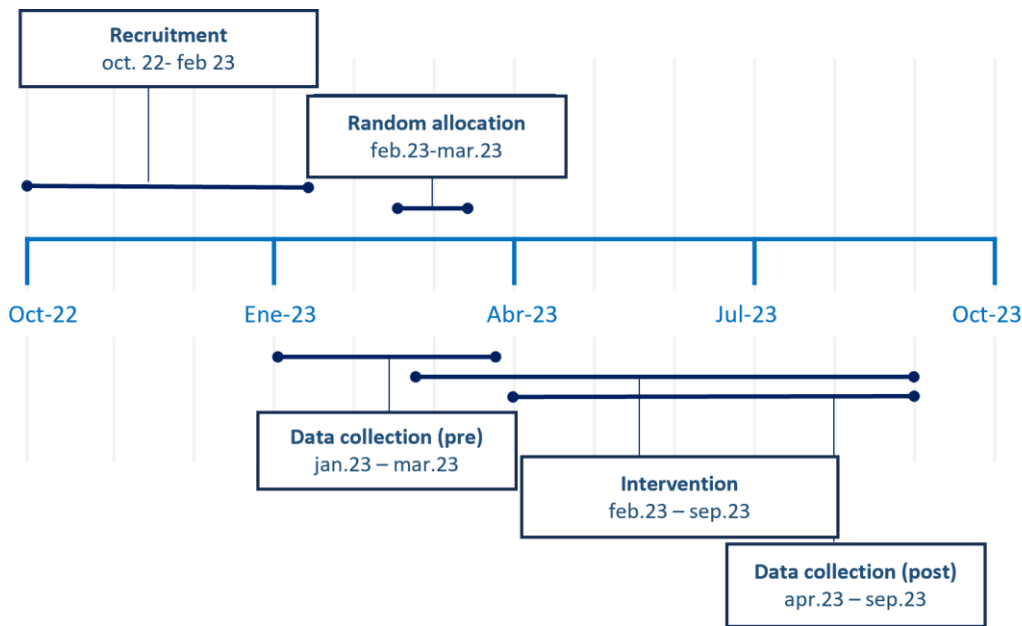 Recruitment
oct. 22- feb 23
Random allocation
feb.23-mar.23
Oct-22
Ene-23
Abr-23
Jul-23
Oct-23
Data collection (pre)
jan.23 – mar.23
Intervention
feb.23 – sep.23
Data collection (post)
apr.23 – sep.23